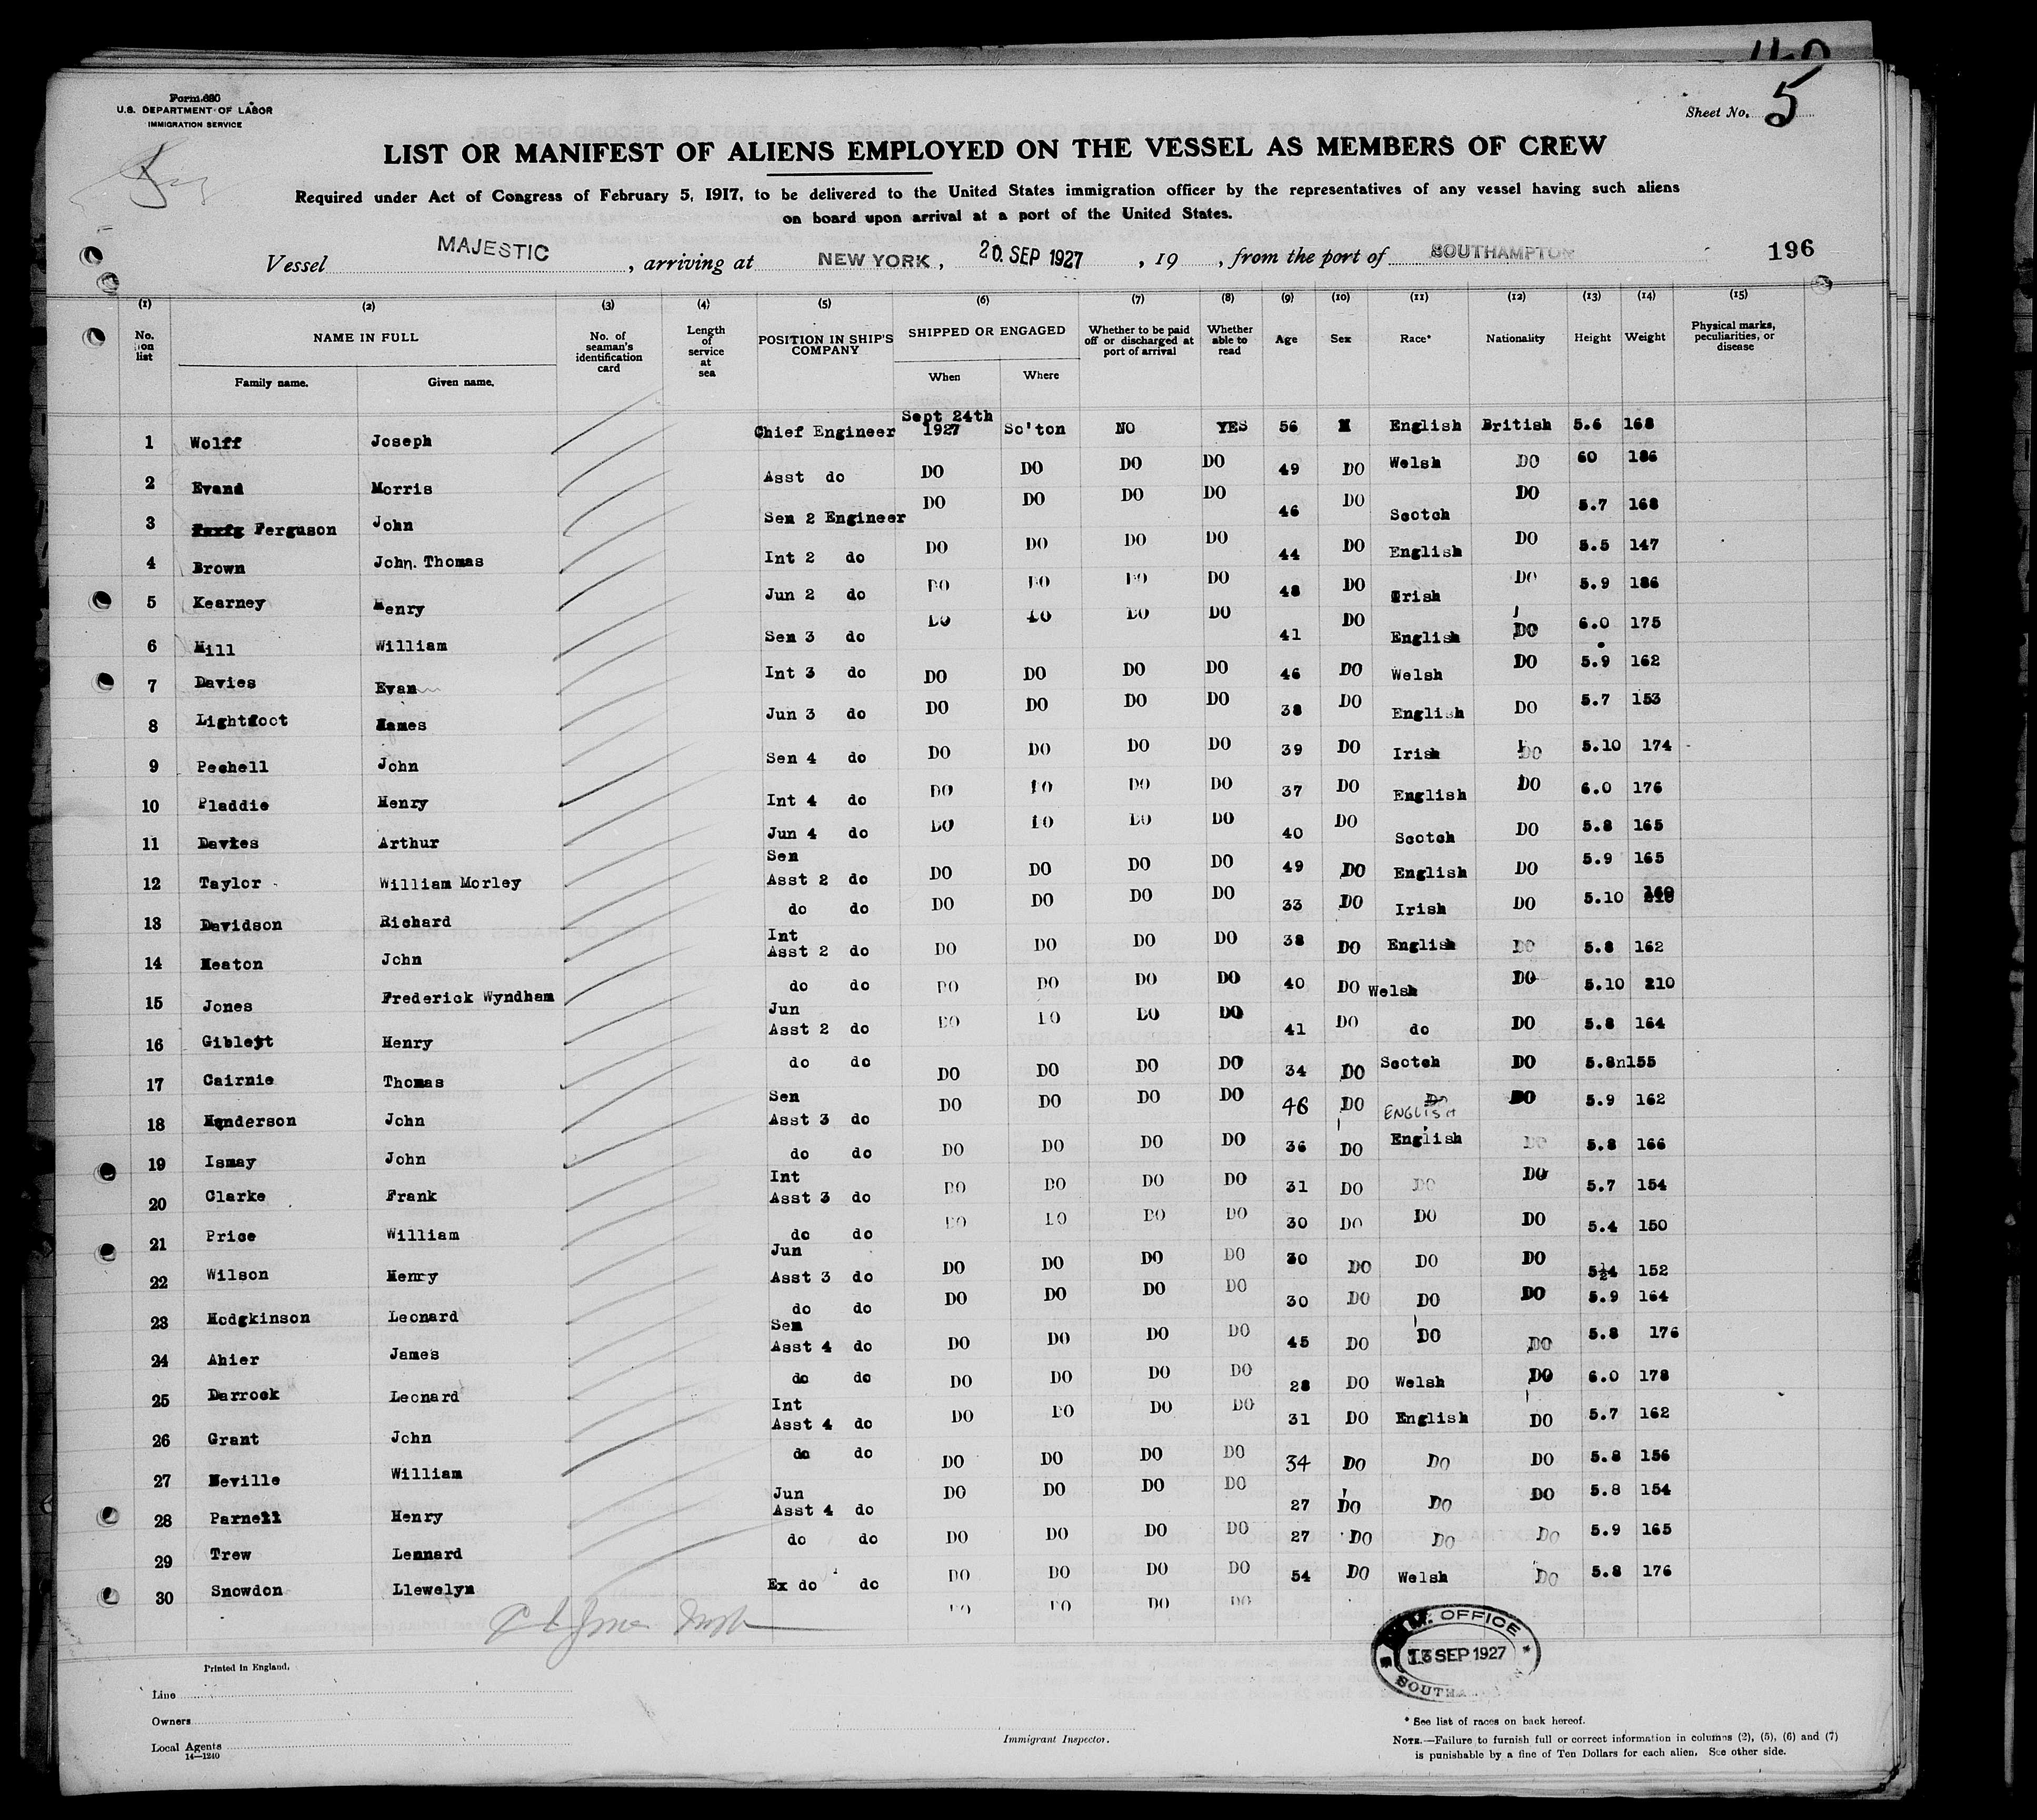 Form 680
U.S. DEPARTMENT OF LABOR
IMMIGRATION SERVICE
Sheet No. 5
LIST OR MANIFEST OF ALIENS EMPLOYED ON THE VESSEL AS MEMBERS OF CREW
Required under Act of Congress of February 5, 1917, to be delivered to the United States immigration officer by the representatives of any vessel having such aliens
on board upon arrival at a port of the United States.
Vessel MAJESTIC, arriving at NEW YORK, 20 SEP 1927, 19 , from the port of SOUTHAMPTON 196
(1) (2) (3) (4) (5) (6) (7) (8) (9) (10) (11) (12) (13) (14) (15)
No. on list NAME IN FULL Family name. Given name. No. of seaman's identification card Length of service at sea POSITION IN SHIP'S COMPANY SHIPPED OR ENGAGED When Where Whether to be paid off or discharged at port of arrival Whether able to read Age Sex Race* Nationality Height Weight Physical marks, peculiarities, or disease
1 Wolff Joseph Chief Engineer Sept 24th 1927 So'ton NO YES 56 M English British 5.6 168
2 Evans Morris Asst do DO DO DO DO 49 DO Welsh DO 60 186
3 Ferguson John Sen 2 Engineer DO DO DO DO 46 DO Scotch DO 5.7 168
4 Brown John. Thomas Int 2 do DO DO DO DO 44 DO English DO 5.5 147
5 Kearney Henry Jun 2 do DO DO DO DO 48 DO Irish DO 5.9 186
6 Hill William Sen 3 do DO DO DO DO 41 DO English DO 6.0 175
7 Davies Evan Int 3 do DO DO DO DO 46 DO Welsh DO 5.9 162
8 Lightfoot James Jun 3 do DO DO DO DO 38 DO English DO 5.7 153
9 Pechell John Sen 4 do DO DO DO DO 39 DO Irish DO 5.10 174
10 Pladdie Henry Int 4 do DO DO DO DO 37 DO English DO 6.0 176
11 Davies Arthur Jun 4 do DO DO DO DO 40 DO Scotch DO 5.8 165
12 Taylor William Morley Sen Asst 2 do DO DO DO DO 49 DO English DO 5.9 165
13 Davidson Richard do do DO DO DO DO 33 DO Irish DO 5.10
14 Heaton John Int Asst 2 do DO DO DO DO 38 DO English DO 5.8 162
15 Jones Frederick Wyndham do do DO DO DO DO 40 DO Welsh DO 5.10 210
16 Giblett Henry Jun Asst 2 do DO DO DO DO 41 DO do DO 5.8 164
17 Cairnie Thomas do do DO DO DO DO 34 DO Scotch DO 5.8n155
18 Henderson John Sen Asst 3 do DO DO DO DO 46 DO Do ENGLISH DO 5.9 162
19 Ismay John do do DO DO DO DO 36 DO English DO 5.8 166
20 Clarke Frank Int Asst 3 do DO DO DO DO 31 DO DO DO 5.7 154
21 Price William do do DO DO DO DO 30 DO DO DO 5.4 150
22 Wilson Henry Jun Asst 3 do DO DO DO DO 30 DO DO DO 5½4 152
23 Hodgkinson Leonard do do DO DO DO DO 30 DO DO DO 5.9 164
24 Ahier James Sen Asst 4 do DO DO DO DO 45 DO DO DO 5.8 176
25 Darrock Leonard do do DO DO DO DO 28 DO Welsh DO 6.0 178
26 Grant John Int Asst 4 do DO DO DO DO 31 DO English DO 5.7 162
27 Neville William do do DO DO DO DO 34 DO DO DO 5.8 156
28 Parnell Henry Jun Asst 4 do DO DO DO DO 27 DO DO DO 5.8 154
29 Trew Lennard do do DO DO DO DO 27 DO DO DO 5.9 165
30 Snowdon Llewelyn Ex do do DO DO DO DO 54 DO Welsh DO 5.8 176
DO DO DO DO
OFFICE
13 SEP 1927
Printed in England.
Line
Owners
Local Agents
14—1240
Immigrant Inspector.
* See list of races on back hereof.
NOTE.—Failure to furnish full or correct information in columns (2), (5), (6) and (7)
is punishable by a fine of Ten Dollars for each alien. See other side.